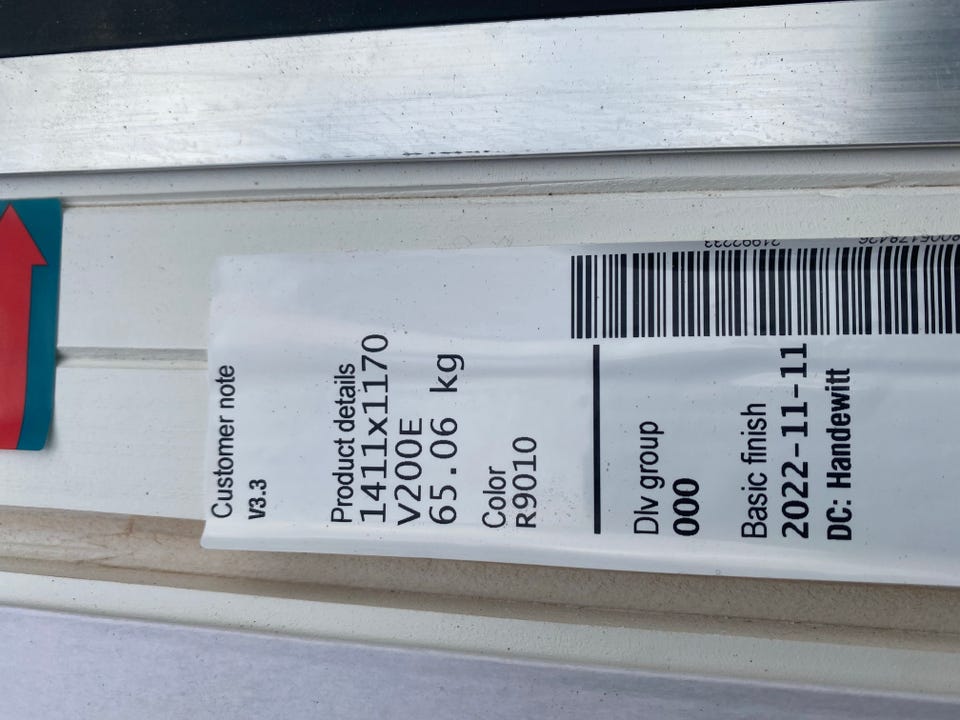 Customer note
V3.3
Product details
1411x1170
V200E
65.06 kg
Color
R9010
Dlv group
000
Basic finish
2022-11-11
DC: Handewitt